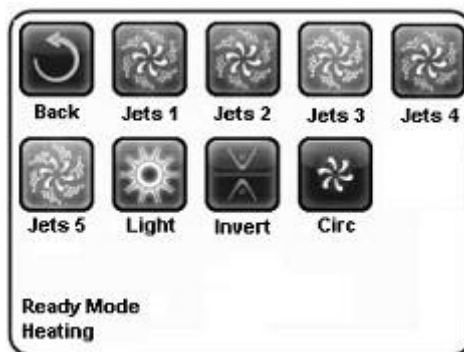 Back Jets 1 Jets 2 Jets 3 Jets 4
Jets 5 Light Invert Circ
Ready Mode
Heating